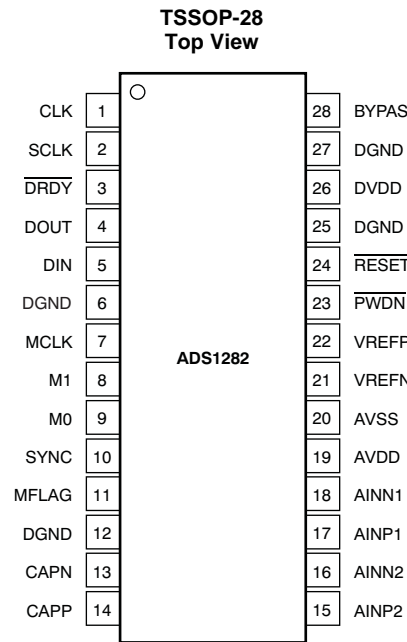 TSSOP-28
Top View
CLK 1 28 BYPAS
SCLK 2 27 DGND
DRDY 3 26 DVDD
DOUT 4 25 DGND
DIN 5 24 RESET
DGND 6 23 PWDN
MCLK 7 22 VREFP
ADS1282
M1 8 21 VREFN
M0 9 20 AVSS
SYNC 10 19 AVDD
MFLAG 11 18 AINN1
DGND 12 17 AINP1
CAPN 13 16 AINN2
CAPP 14 15 AINP2